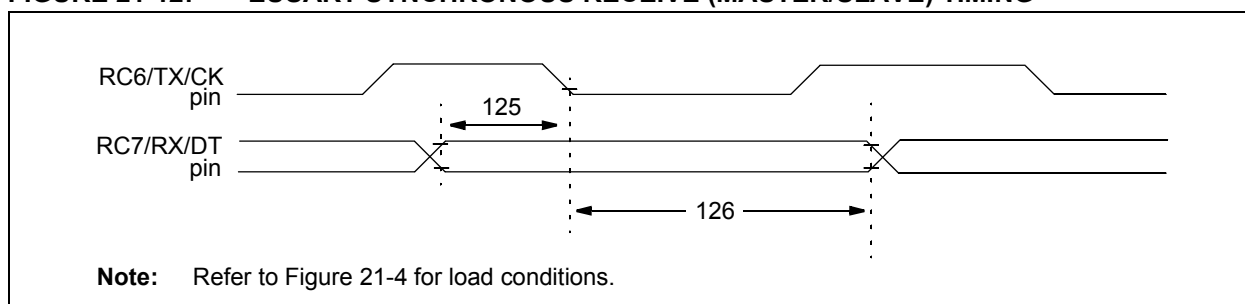 RC6/TX/CK
pin
125
RC7/RX/DT
pin
126
Note: Refer to Figure 21-4 for load conditions.